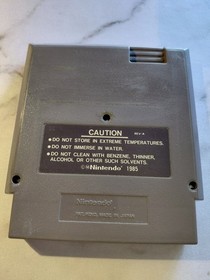 CAUTION
●DO NOT STORE IN EXTREME TEMPERATURES.
●DO NOT IMMERSE IN WATER.
●DO NOT CLEAN WITH BENZENE, THINNER,
ALCOHOL OR OTHER SUCH SOLVENTS.
©Nintendo 1985
Nintendo